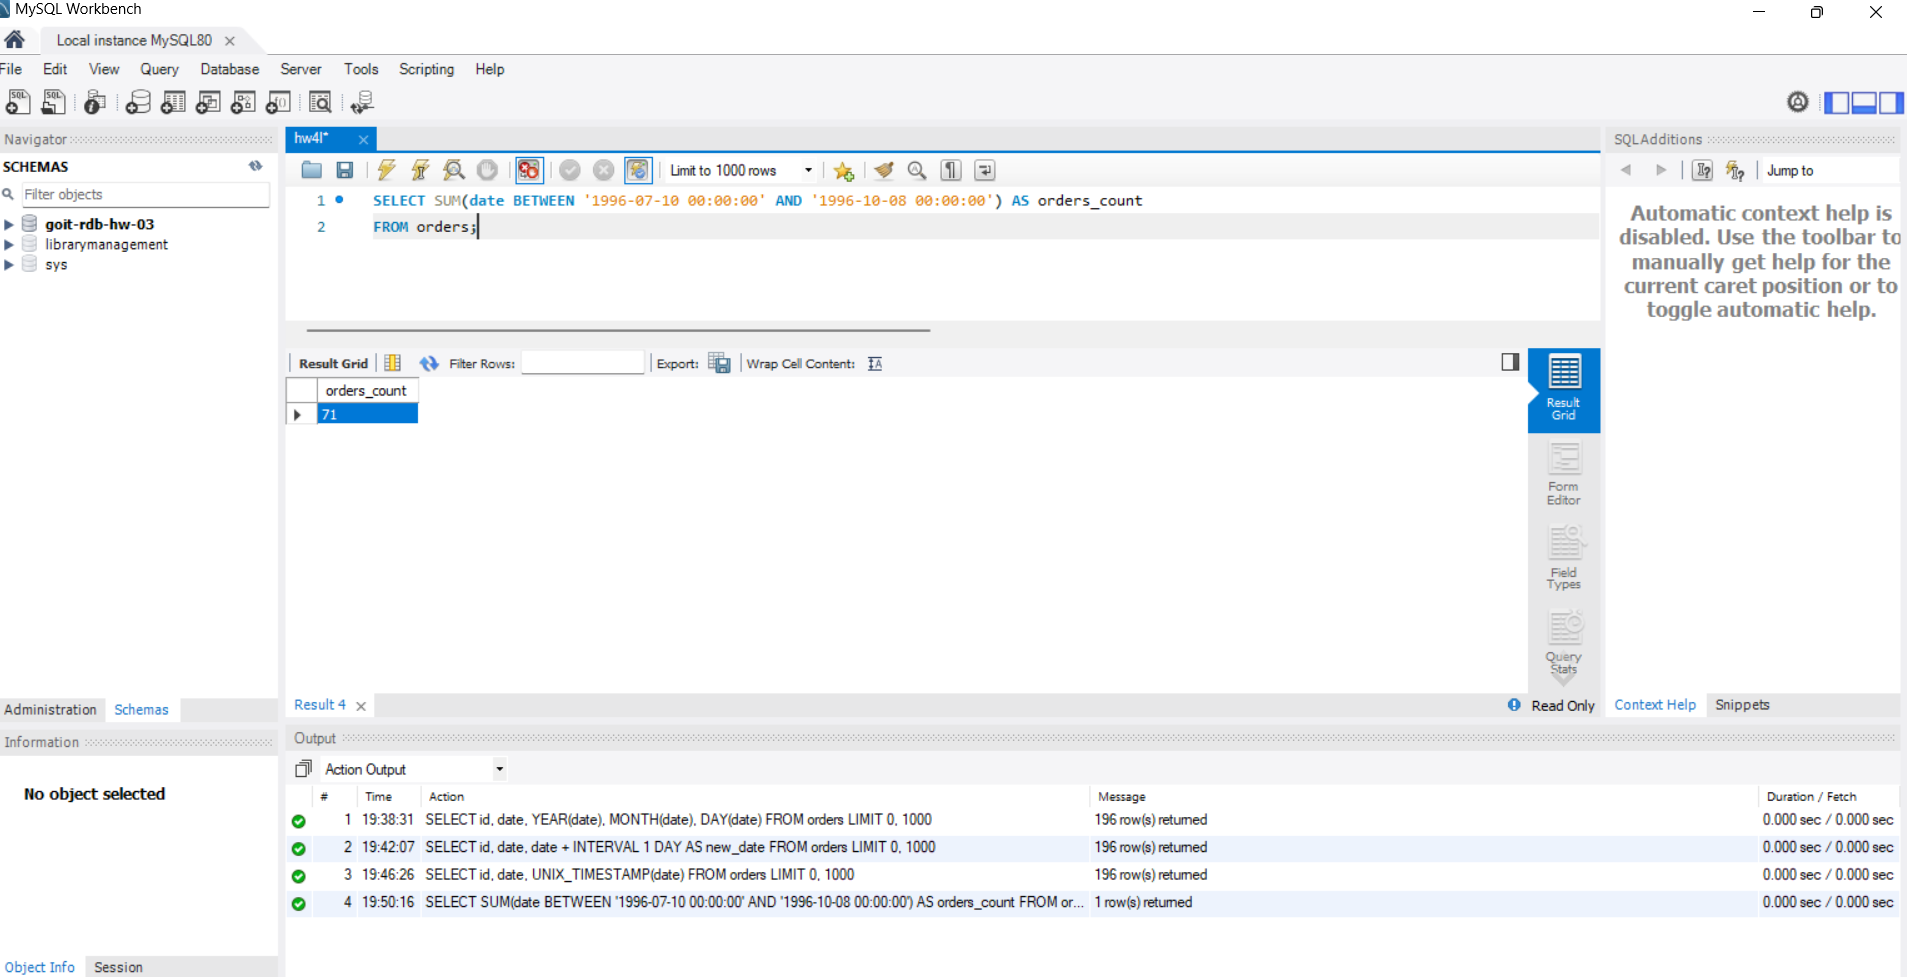 MySQL Workbench
Local instance MySQL80
File Edit View Query Database Server Tools Scripting Help
Navigator
SCHEMAS
Filter objects
goit-rdb-hw-03
librarymanagement
sys
Administration Schemas
Information
No object selected
Object Info Session
hw4l*
Limit to 1000 rows
1 SELECT SUM(date BETWEEN '1996-07-10 00:00:00' AND '1996-10-08 00:00:00') AS orders_count
2 FROM orders;
Result Grid Filter Rows: Export: Wrap Cell Content:
orders_count
71
Result
Grid
Form
Editor
Field
Types
Query
Stats
Result 4 Read Only
SQLAdditions
Jump to
Automatic context help is
disabled. Use the toolbar to
manually get help for the
current caret position or to
toggle automatic help.
Context Help Snippets
Output
Action Output
# Time Action Message Duration / Fetch
1 19:38:31 SELECT id, date, YEAR(date), MONTH(date), DAY(date) FROM orders LIMIT 0, 1000 196 row(s) returned 0.000 sec / 0.000 sec
2 19:42:07 SELECT id, date, date + INTERVAL 1 DAY AS new_date FROM orders LIMIT 0, 1000 196 row(s) returned 0.000 sec / 0.000 sec
3 19:46:26 SELECT id, date, UNIX_TIMESTAMP(date) FROM orders LIMIT 0, 1000 196 row(s) returned 0.000 sec / 0.000 sec
4 19:50:16 SELECT SUM(date BETWEEN '1996-07-10 00:00:00' AND '1996-10-08 00:00:00') AS orders_count FROM or... 1 row(s) returned 0.000 sec / 0.000 sec